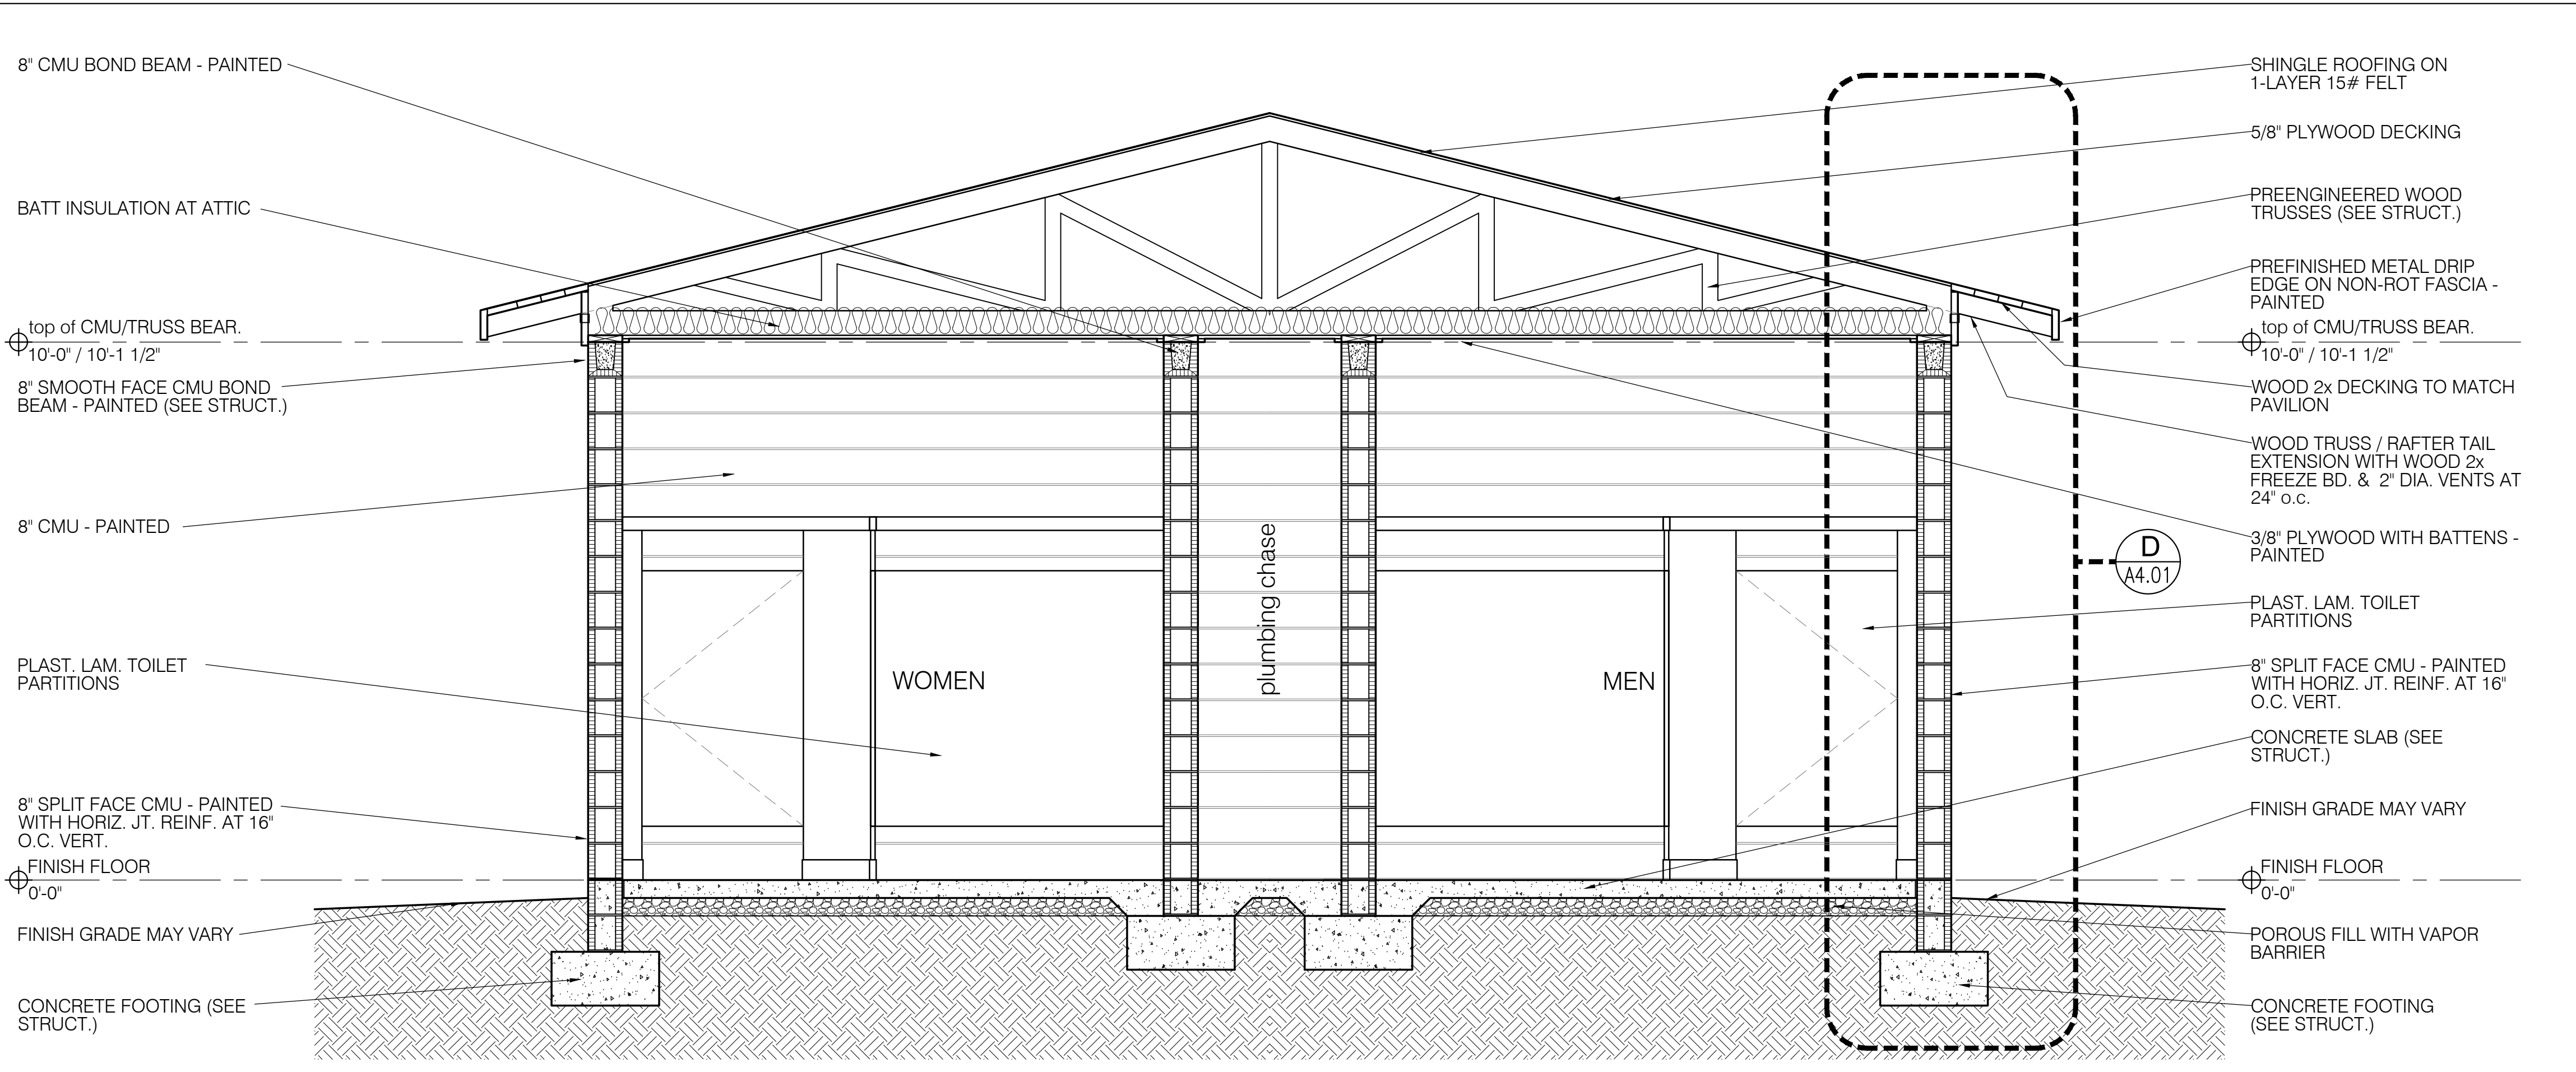 8" CMU BOND BEAM - PAINTED
BATT INSULATION AT ATTIC
top of CMU/TRUSS BEAR.
10'-0" / 10'-1 1/2"
8" SMOOTH FACE CMU BOND
BEAM - PAINTED (SEE STRUCT.)
8" CMU - PAINTED
PLAST. LAM. TOILET
PARTITIONS
8" SPLIT FACE CMU - PAINTED
WITH HORIZ. JT. REINF. AT 16"
O.C. VERT.
FINISH FLOOR
0'-0"
FINISH GRADE MAY VARY
CONCRETE FOOTING (SEE
STRUCT.)
WOMEN
plumbing chase
MEN
SHINGLE ROOFING ON
1-LAYER 15# FELT
5/8" PLYWOOD DECKING
PREENGINEERED WOOD
TRUSSES (SEE STRUCT.)
PREFINISHED METAL DRIP
EDGE ON NON-ROT FASCIA -
PAINTED
top of CMU/TRUSS BEAR.
10'-0" / 10'-1 1/2"
WOOD 2x DECKING TO MATCH
PAVILION
WOOD TRUSS / RAFTER TAIL
EXTENSION WITH WOOD 2x
FREEZE BD. & 2" DIA. VENTS AT
24" o.c.
3/8" PLYWOOD WITH BATTENS -
PAINTED
D
A4.01
PLAST. LAM. TOILET
PARTITIONS
8" SPLIT FACE CMU - PAINTED
WITH HORIZ. JT. REINF. AT 16"
O.C. VERT.
CONCRETE SLAB (SEE
STRUCT.)
FINISH GRADE MAY VARY
FINISH FLOOR
0'-0"
POROUS FILL WITH VAPOR
BARRIER
CONCRETE FOOTING
(SEE STRUCT.)